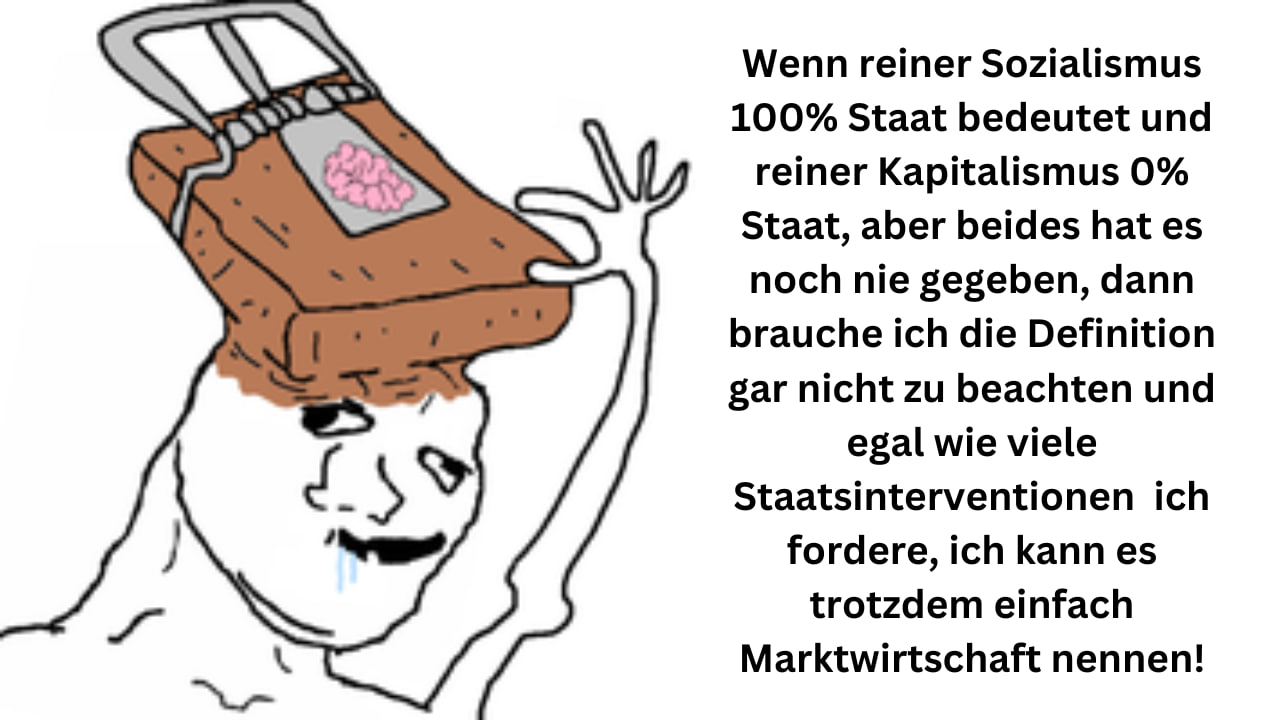 Wenn reiner Sozialismus
100% Staat bedeutet und
reiner Kapitalismus 0%
Staat, aber beides hat es
noch nie gegeben, dann
brauche ich die Definition
gar nicht zu beachten und
egal wie viele
Staatsinterventionen  ich
fordere, ich kann es
trotzdem einfach
Marktwirtschaft nennen!